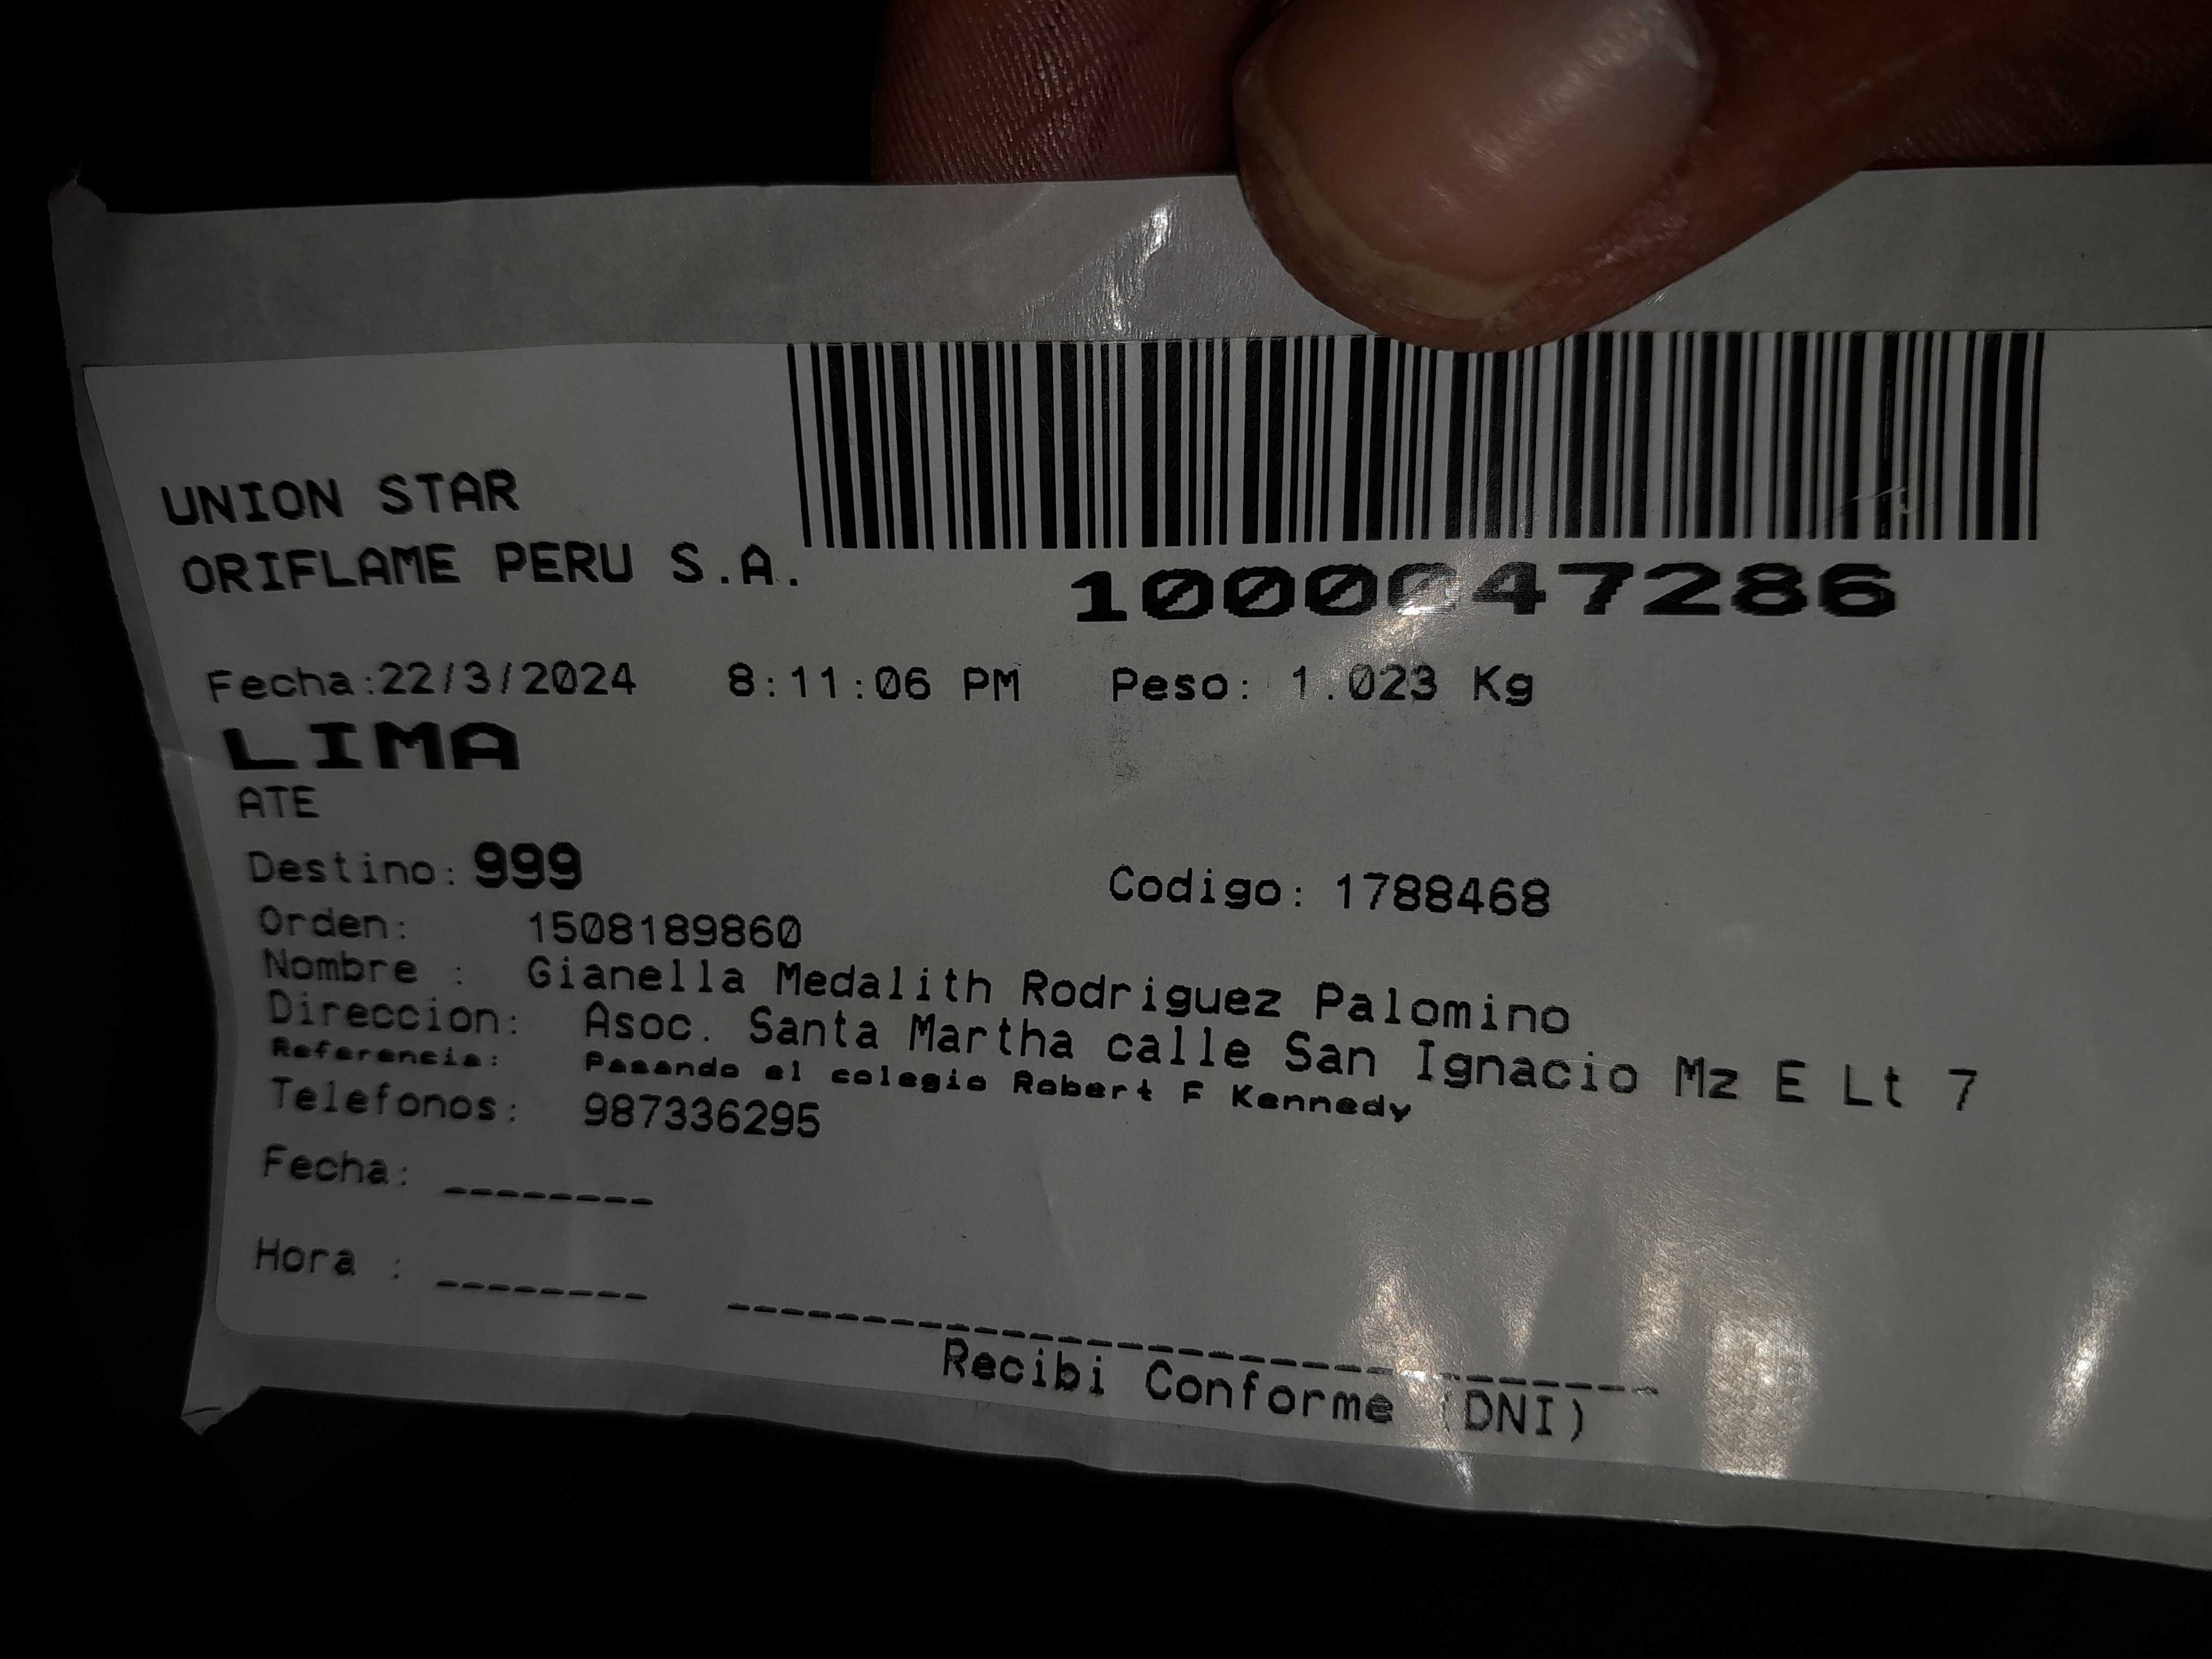 UNION STAR
ORIFLAME PERU S.A.
1000047286
Fecha:22/3/2024 8:11:06 PM Peso: 1.023 Kg
LIMA
ATE
Destino: 999 Codigo: 1788468
Orden: 1508189860
Nombre : Gianella Medalith Rodriguez Palomino
Direccion: Asoc. Santa Martha calle San Ignacio Mz E Lt 7
Referencia: Pasando el colegio Robert F Kennedy
Telefonos: 987336295
Fecha: ________
Hora : ________
Recibi Conforme (DNI)